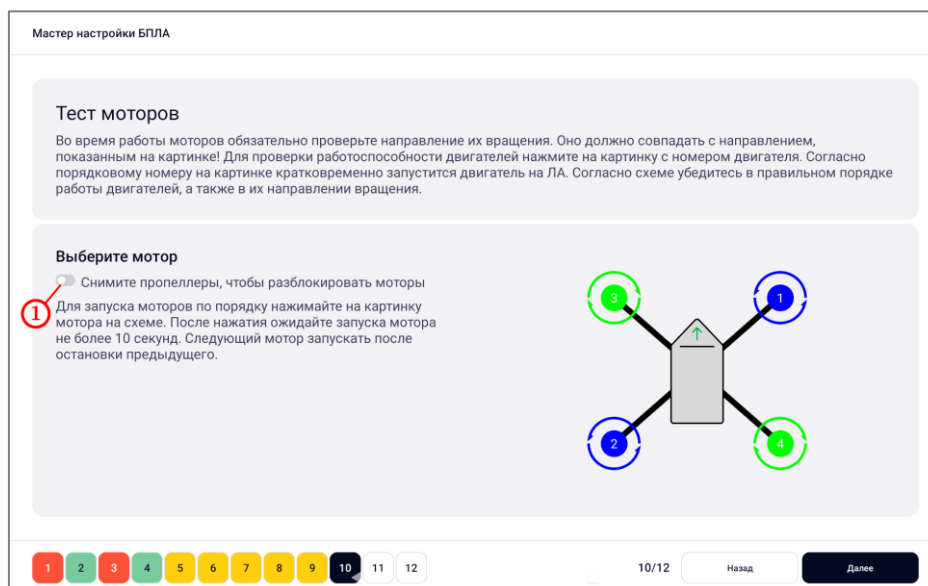 Мастер настройки БПЛА
Тест моторов
Во время работы моторов обязательно проверьте направление их вращения. Оно должно совпадать с направлением,
показанным на картинке! Для проверки работоспособности двигателей нажмите на картинку с номером двигателя. Согласно
порядковому номеру на картинке кратковременно запустится двигатель на ЛА. Согласно схеме убедитесь в правильном порядке
работы двигателей, а также в их направлении вращения.
Выберите мотор
Снимите пропеллеры, чтобы разблокировать моторы
1
Для запуска моторов по порядку нажимайте на картинку
мотора на схеме. После нажатия ожидайте запуска мотора
не более 10 секунд. Следующий мотор запускать после
остановки предыдущего.
3 1
2 4
1 2 3 4 5 6 7 8 9 10 11 12 10/12 Назад Далее